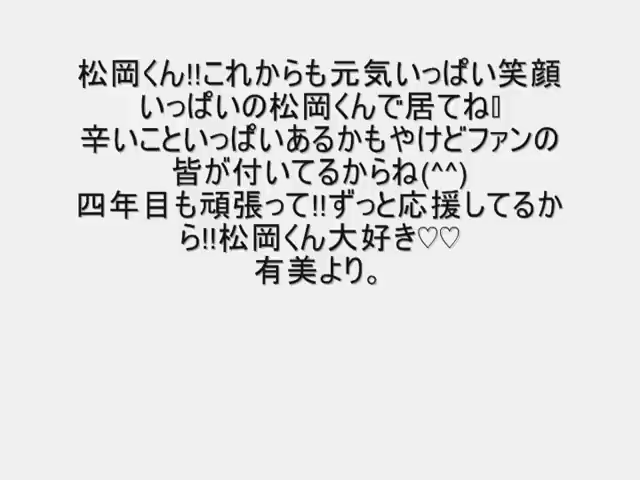 松岡くん!!これからも元気いっぱい笑顔
いっぱいの松岡くんで居てね
辛いこといっぱいあるかもやけどファンの
皆が付いてるからね(^^)
四年目も頑張って!!ずっと応援してるか
ら!!松岡くん大好き♡♡
有美より。